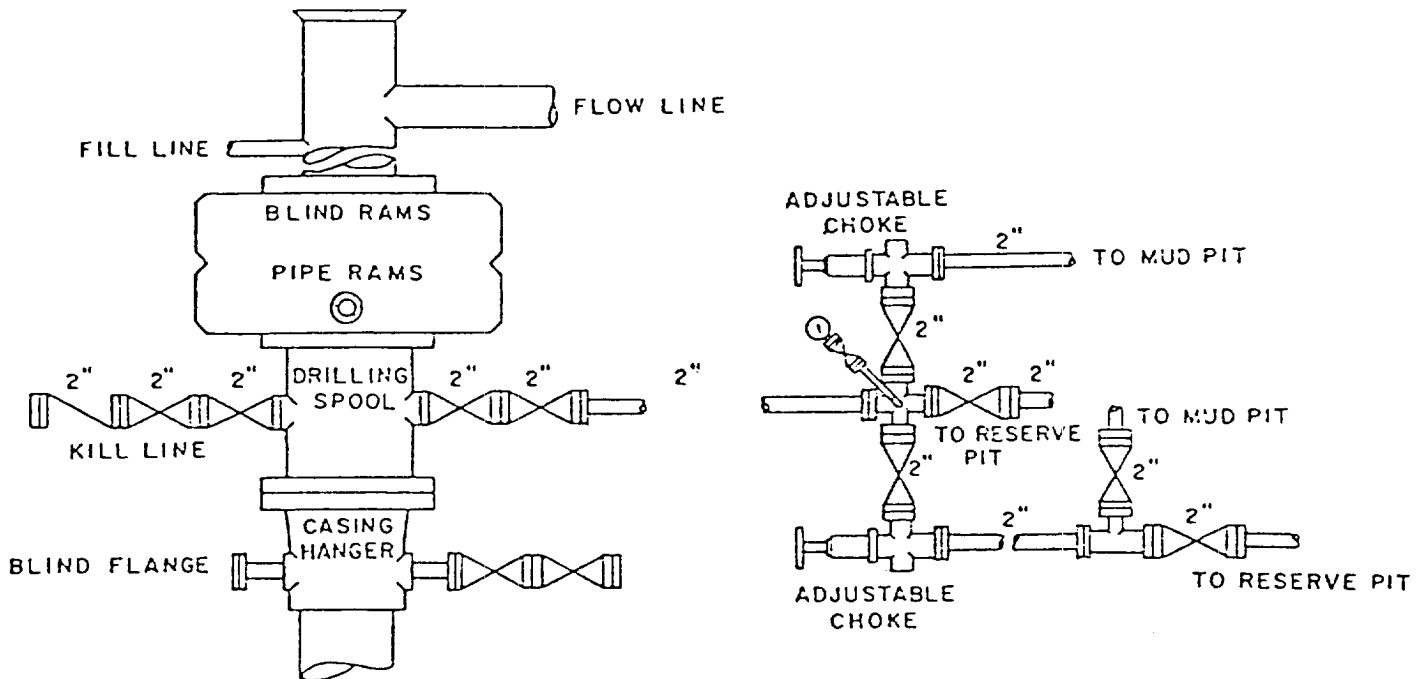 FLOW LINE
FILL LINE
BLIND RAMS
PIPE RAMS
2" 2" 2" DRILLING 2" 2" 2"
SPOOL
KILL LINE
CASING
HANGER
BLIND FLANGE
ADJUSTABLE
CHOKE
2"
TO MUD PIT
2"
2" 2"
TO RESERVE
PIT
TO MUD PIT
2"
2"
2"
2"
ADJUSTABLE
CHOKE
TO RESERVE PIT